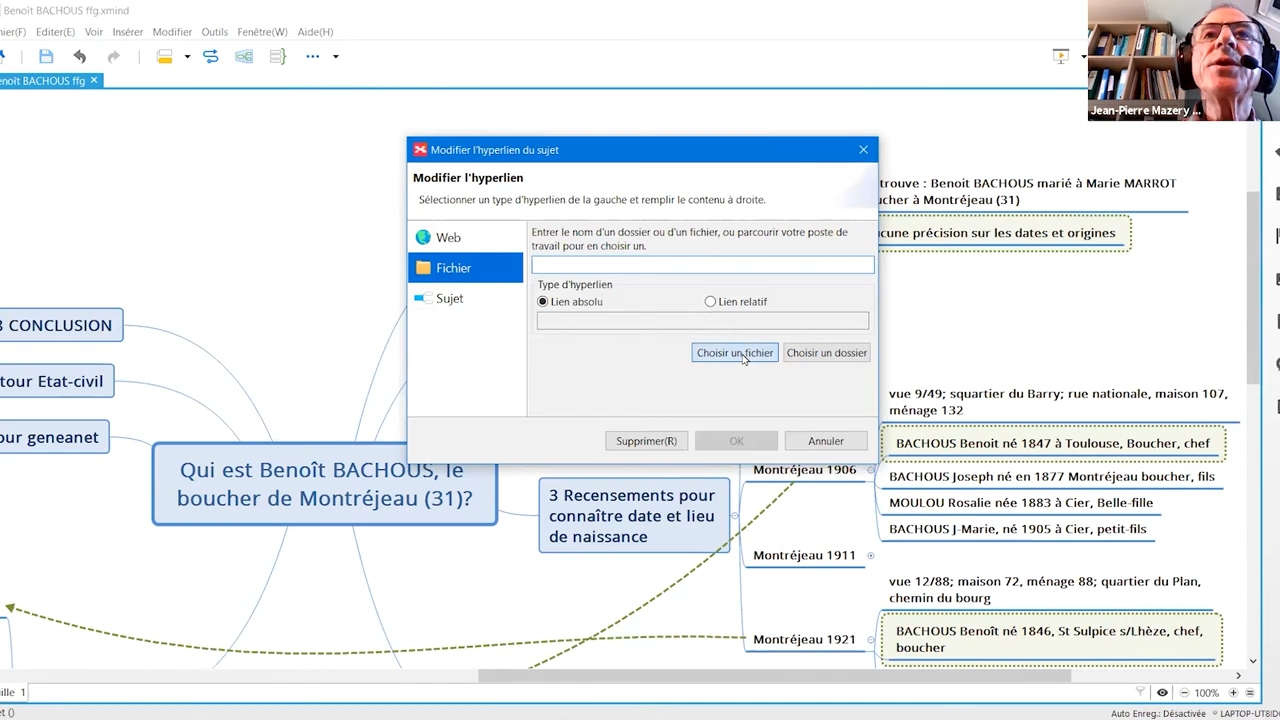 Benoît BACHOUS ffg.xmind
hier(F) Editer(E) Voir Insérer Modifier Outils Fenêtre(W) Aide(H)
enoît BACHOUS ffg
Jean-Pierre Mazery ...
Modifier l'hyperlien du sujet
Modifier l'hyperlien
Sélectionner un type d'hyperlien de la gauche et remplir le contenu à droite.
Web
Fichier
Sujet
Entrer le nom d'un dossier ou d'un fichier, ou parcourir votre poste de
travail pour en choisir un.
Type d'hyperlien
Lien absolu Lien relatif
Choisir un fichier Choisir un dossier
Supprimer(R) OK Annuler
trouve : Benoit BACHOUS marié à Marie MARROT
ucher à Montréjeau (31)
cune précision sur les dates et origines
8 CONCLUSION
tour Etat-civil
our geneanet
Qui est Benoît BACHOUS, le
boucher de Montréjeau (31)?
3 Recensements pour
connaître date et lieu
de naissance
vue 9/49; squartier du Barry; rue nationale, maison 107,
ménage 132
Montréjeau 1906
BACHOUS Benoit né 1847 à Toulouse, Boucher, chef
BACHOUS Joseph né en 1877 Montréjeau boucher, fils
MOULOU Rosalie née 1883 à Cier, Belle-fille
BACHOUS J-Marie, né 1905 à Cier, petit-fils
Montréjeau 1911
vue 12/88; maison 72, ménage 88; quartier du Plan,
chemin du bourg
Montréjeau 1921
BACHOUS Benoît né 1846, St Sulpice s/Lhèze, chef,
boucher
uille 1
100%
et ()
Auto Enreg.: Désactivée
LAPTOP-UT8ID